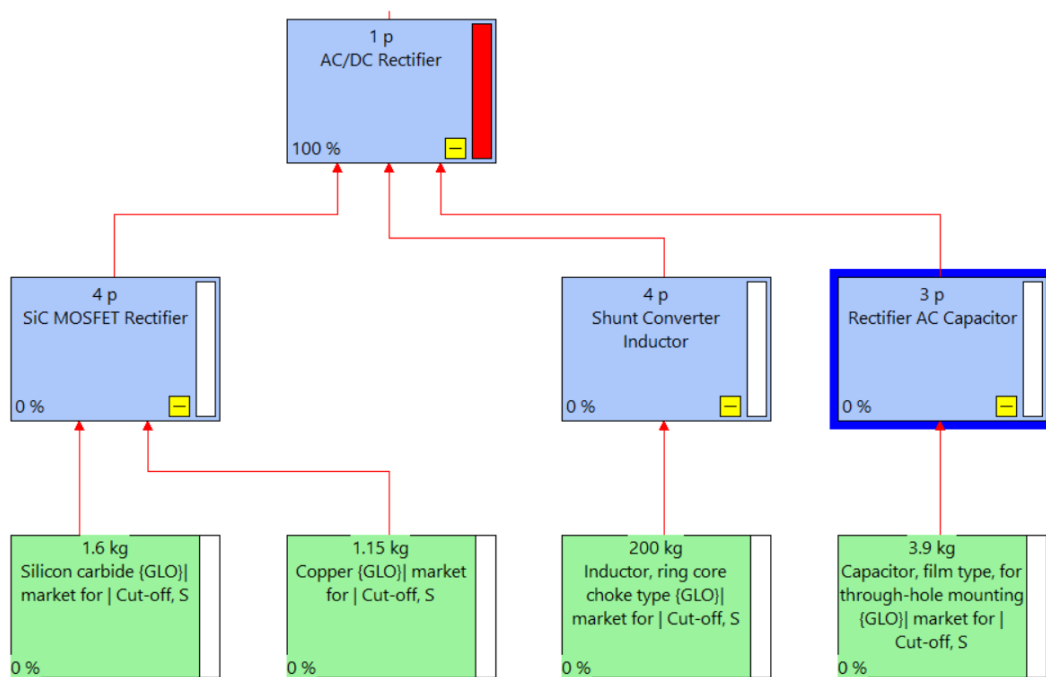 1 p
AC/DC Rectifier
100 %
4 p
SiC MOSFET Rectifier
0 %
4 p
Shunt Converter
Inductor
0 %
3 p
Rectifier AC Capacitor
0 %
1.6 kg
Silicon carbide {GLO}|
market for | Cut-off, S
0 %
1.15 kg
Copper {GLO}| market
for | Cut-off, S
0 %
200 kg
Inductor, ring core
choke type {GLO}|
market for | Cut-off, S
0 %
3.9 kg
Capacitor, film type, for
through-hole mounting
{GLO}| market for |
Cut-off, S
0 %